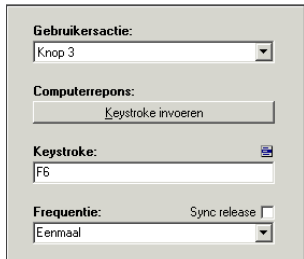 Gebruikersactie:
Knop 3
Computerrepons:
Keystroke invoeren
Keystroke:
F6
Frequentie: Sync release
Eenmaal